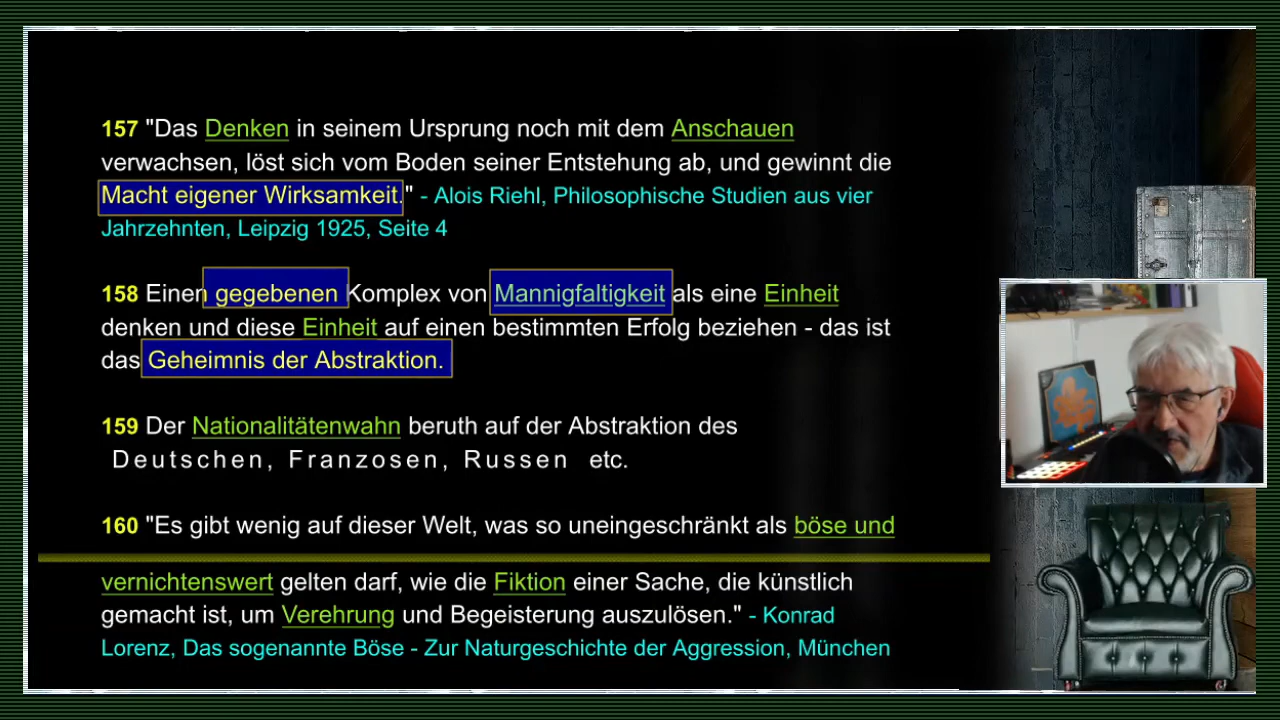 157 "Das Denken in seinem Ursprung noch mit dem Anschauen
verwachsen, löst sich vom Boden seiner Entstehung ab, und gewinnt die
Macht eigener Wirksamkeit." - Alois Riehl, Philosophische Studien aus vier
Jahrzehnten, Leipzig 1925, Seite 4
158 Einen gegebenen Komplex von Mannigfaltigkeit als eine Einheit
denken und diese Einheit auf einen bestimmten Erfolg beziehen - das ist
das Geheimnis der Abstraktion.
159 Der Nationalitätenwahn beruth auf der Abstraktion des
Deutschen, Franzosen, Russen etc.
160 "Es gibt wenig auf dieser Welt, was so uneingeschränkt als böse und
vernichtenswert gelten darf, wie die Fiktion einer Sache, die künstlich
gemacht ist, um Verehrung und Begeisterung auszulösen." - Konrad
Lorenz, Das sogenannte Böse - Zur Naturgeschichte der Aggression, München